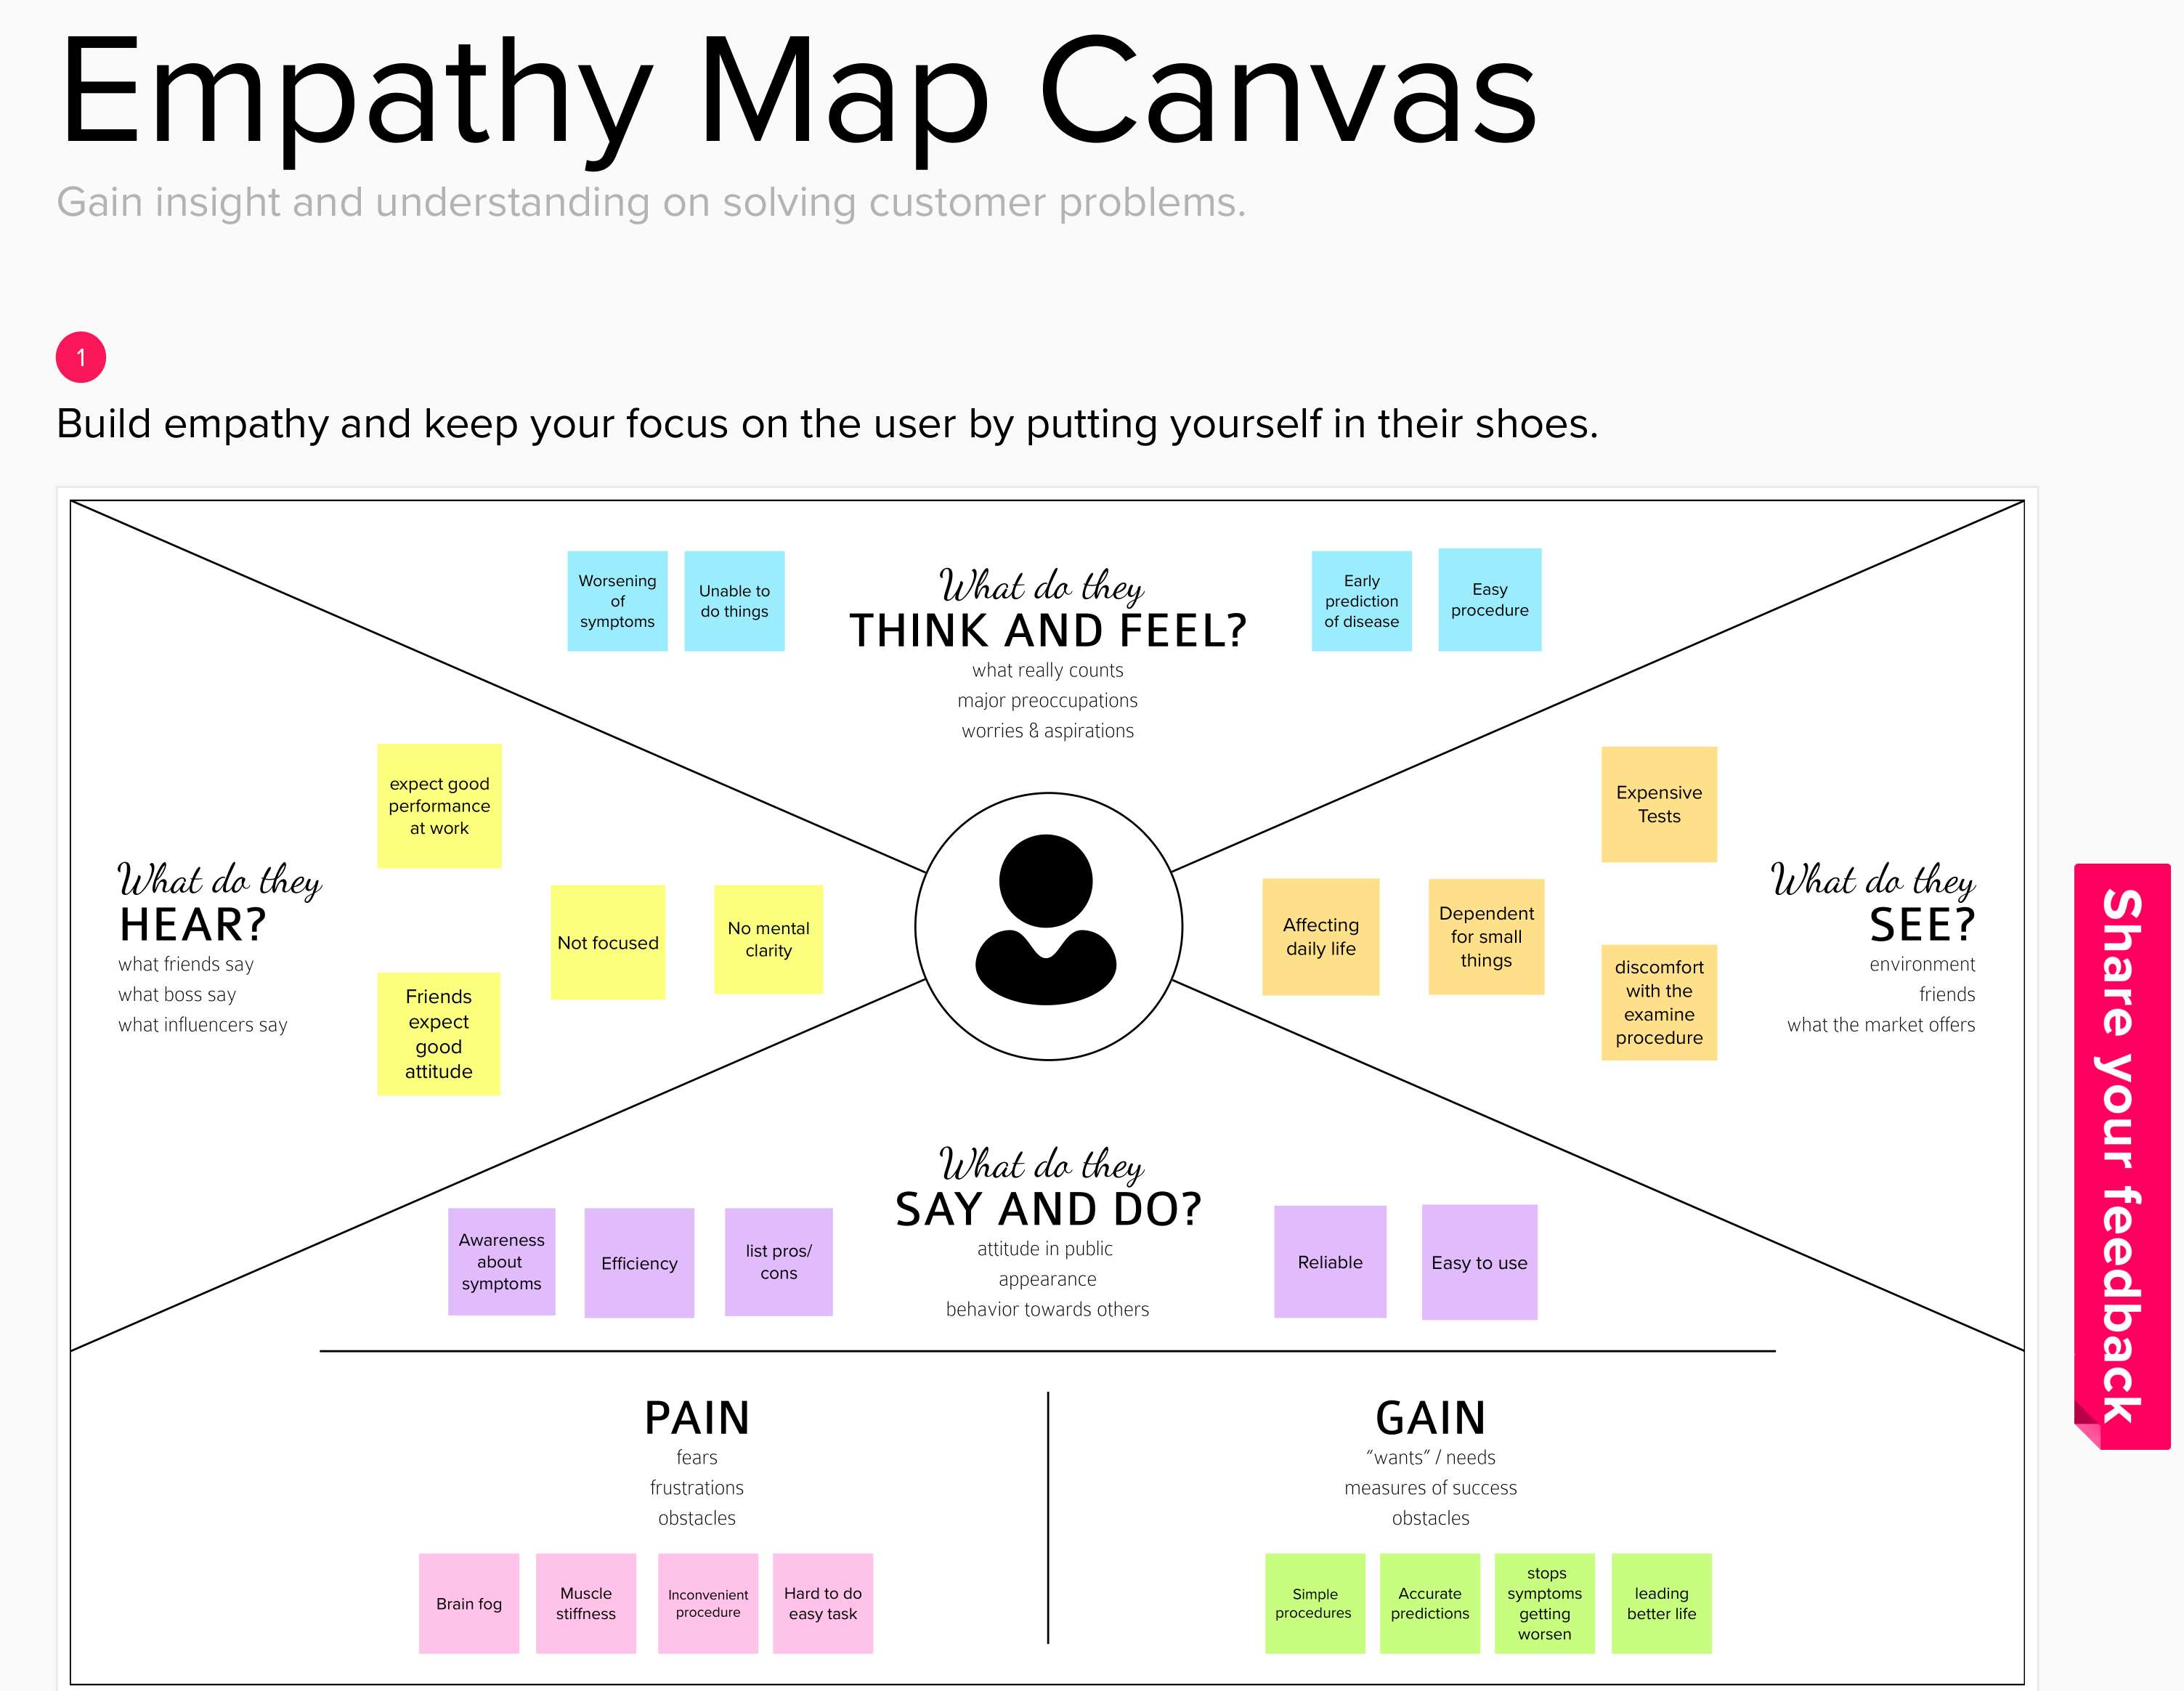 Empathy Map Canvas
Gain insight and understanding on solving customer problems.
1
Build empathy and keep your focus on the user by putting yourself in their shoes.
Worsening
of
symptoms
Unable to
do things
What do they
THINK AND FEEL?
what really counts
major preoccupations
worries & aspirations
Early
prediction
of disease
Easy
procedure
What do they
HEAR?
what friends say
what boss say
what influencers say
expect good
performance
at work
Friends
expect
good
attitude
Not focused
No mental
clarity
Affecting
daily life
Dependent
for small
things
Expensive
Tests
discomfort
with the
examine
procedure
What do they
SEE?
environment
friends
what the market offers
Awareness
about
symptoms
Efficiency
list pros/
cons
What do they
SAY AND DO?
attitude in public
appearance
behavior towards others
Reliable
Easy to use
PAIN
fears
frustrations
obstacles
Brain fog
Muscle
stiffness
Inconvenient
procedure
Hard to do
easy task
GAIN
“wants” / needs
measures of success
obstacles
Simple
procedures
Accurate
predictions
stops
symptoms
getting
worsen
leading
better life
Share your feedback